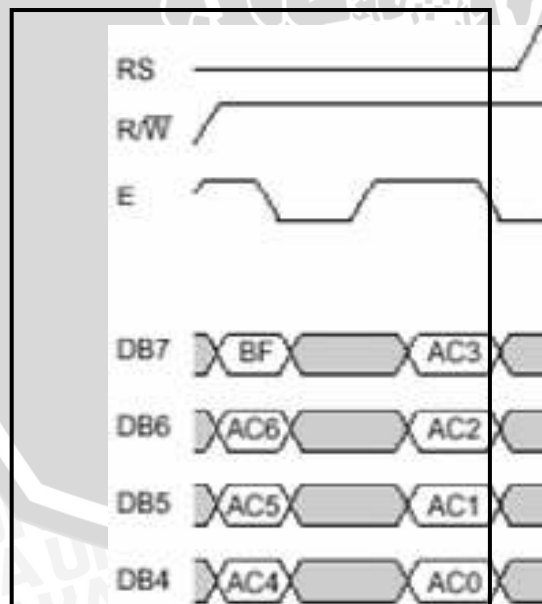 RS
R/W̅
E
DB7 BF AC3
DB6 AC6 AC2
DB5 AC5 AC1
DB4 AC4 AC0